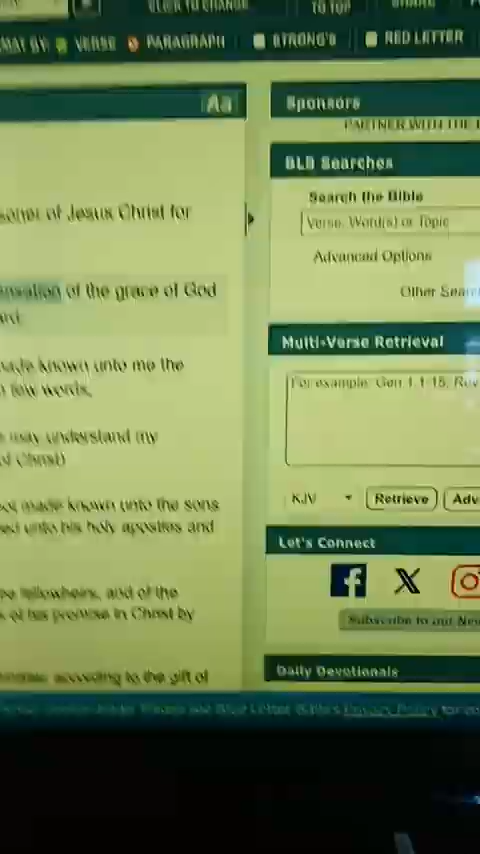 CLICK TO CHANGE
TO TOP
SHARE
MAT BY: VERSE PARAGRAPH STRONG'S RED LETTER
Aa
soner of Jesus Christ for
ensation of the grace of God
ard:
made known unto me the
n few words,
may understand my
of Christ)
not made known unto the sons
ed unto his holy apostles and
be fellowheirs, and of the
of his promise in Christ by
according to the gift of
Sponsors
PARTNER WITH THE
BLB Searches
Search the Bible
Verse, Word(s) or Topic
Advanced Options
Other Sear
Multi-Verse Retrieval
For example: Gen 1:1-15; Rev
KJV Retrieve Adv
Let's Connect
Subscribe to our New
Daily Devotionals
Blue Letter Bible's Privacy Policy for